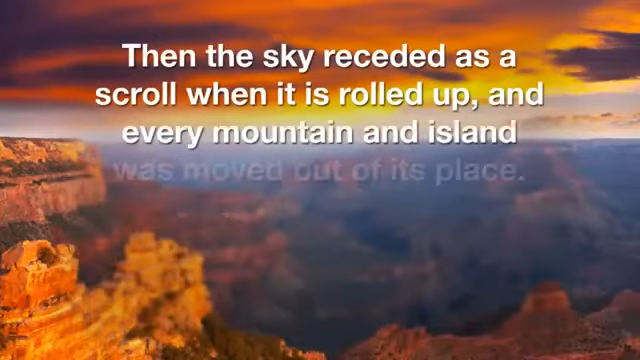 Then the sky receded as a
scroll when it is rolled up, and
every mountain and island
was moved out of its place.